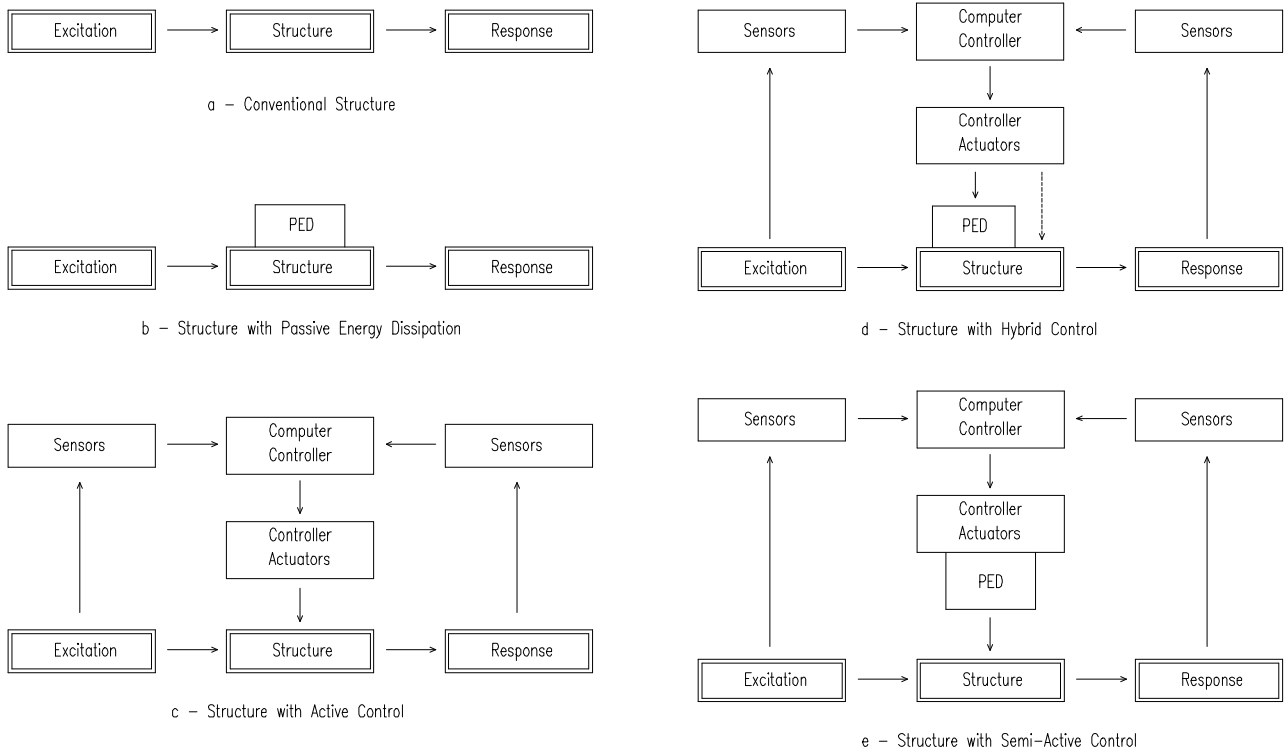 Excitation
Structure
Response
a - Conventional Structure
PED
Excitation
Structure
Response
b - Structure with Passive Energy Dissipation
Sensors
Computer
Controller
Sensors
Controller
Actuators
Excitation
Structure
Response
c - Structure with Active Control
Sensors
Computer
Controller
Sensors
Controller
Actuators
PED
Excitation
Structure
Response
d - Structure with Hybrid Control
Sensors
Computer
Controller
Sensors
Controller
Actuators
PED
Excitation
Structure
Response
e - Structure with Semi-Active Control